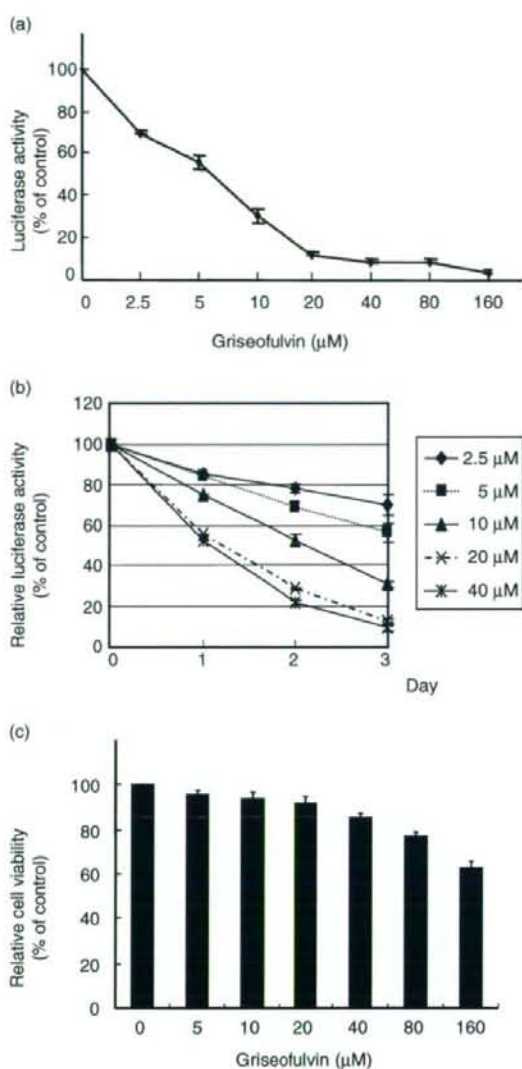 (a)
Luciferase activity
(% of control)
100
80
60
40
20
0
0 2.5 5 10 20 40 80 160
Griseofulvin (µM)
(b)
Relative luciferase activity
(% of control)
120
100
80
60
40
20
0
0 1 2 3
Day
2.5 µM
5 µM
10 µM
20 µM
40 µM
(c)
Relative cell viability
(% of control)
100
80
60
40
20
0
0 5 10 20 40 80 160
Griseofulvin (µM)